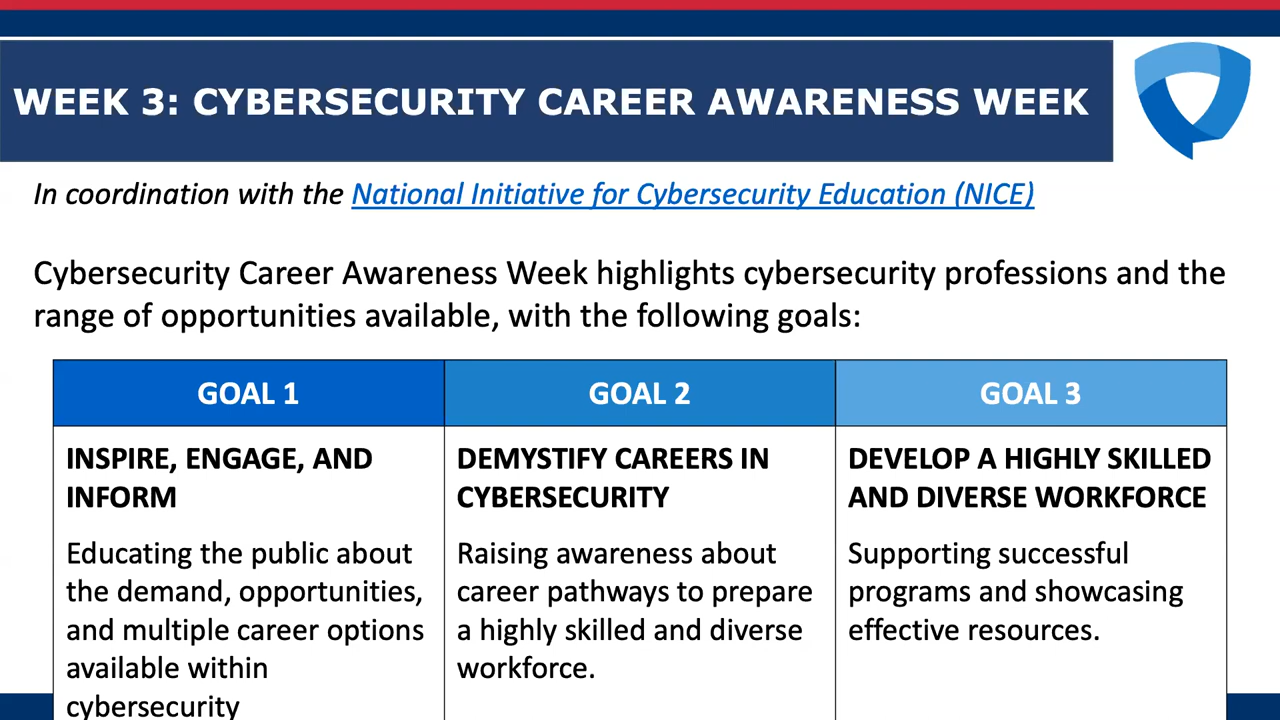 WEEK 3: CYBERSECURITY CAREER AWARENESS WEEK
In coordination with the National Initiative for Cybersecurity Education (NICE)
Cybersecurity Career Awareness Week highlights cybersecurity professions and the
range of opportunities available, with the following goals:
GOAL 1
INSPIRE, ENGAGE, AND
INFORM
Educating the public about
the demand, opportunities,
and multiple career options
available within
cybersecurity
GOAL 2
DEMYSTIFY CAREERS IN
CYBERSECURITY
Raising awareness about
career pathways to prepare
a highly skilled and diverse
workforce.
GOAL 3
DEVELOP A HIGHLY SKILLED
AND DIVERSE WORKFORCE
Supporting successful
programs and showcasing
effective resources.